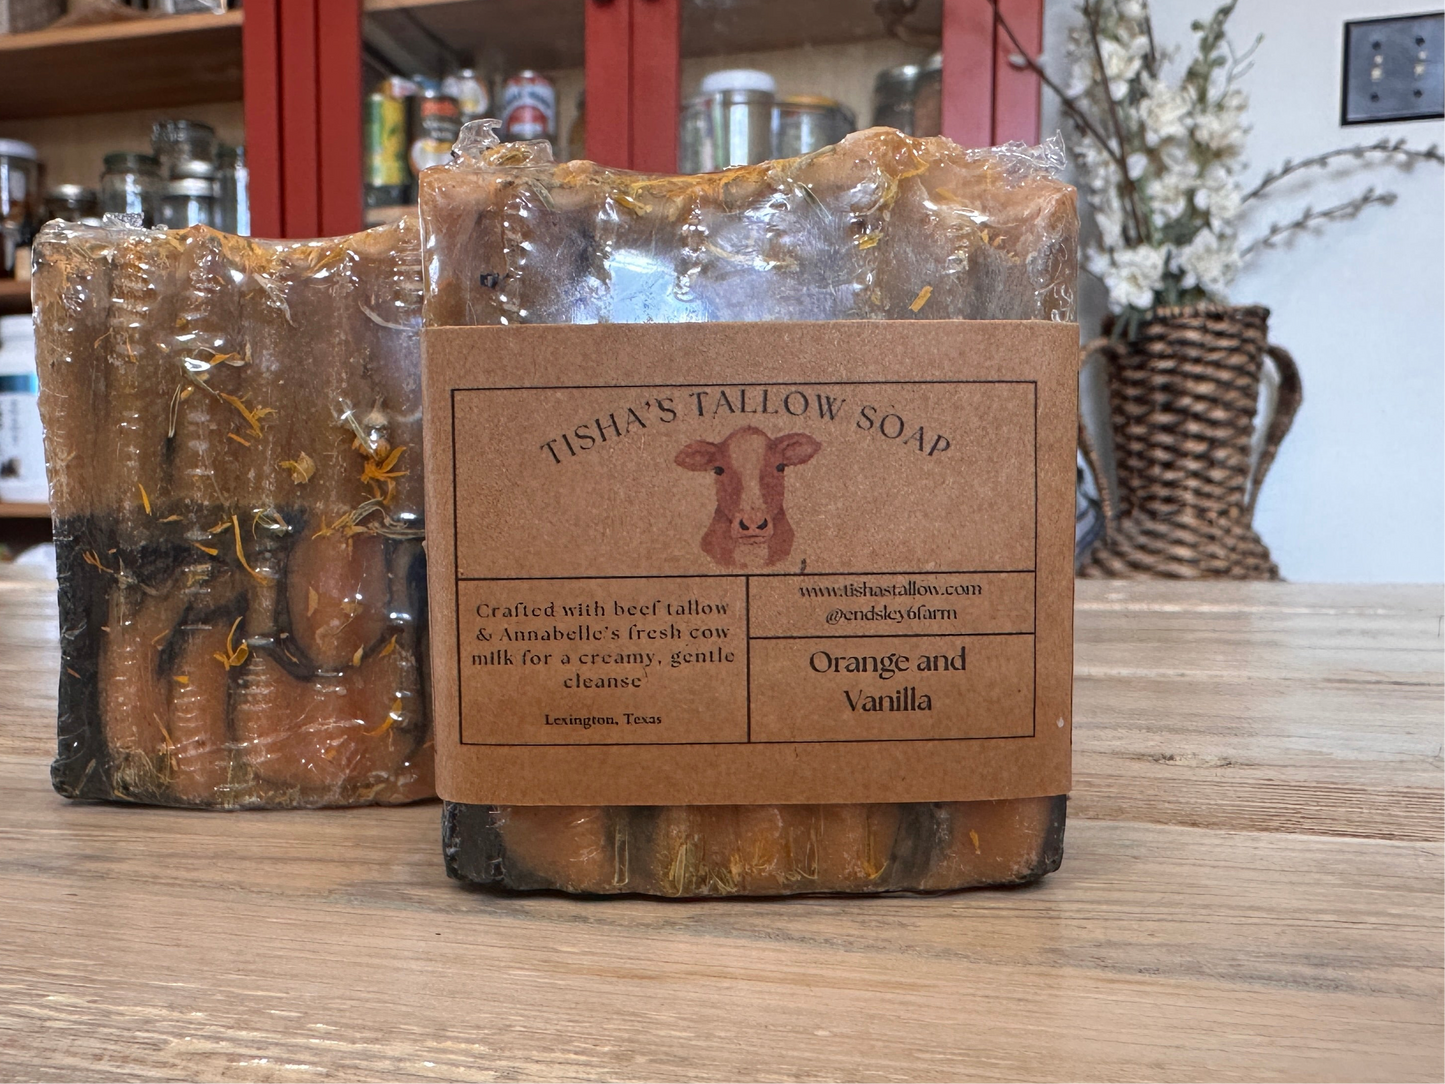 TISHA'S TALLOW SOAP
Crafted with beef tallow
& Annabelle's fresh cow
milk for a creamy, gentle
cleanse
Lexington, Texas
www.tishastallow.com
@endsley6farm
Orange and
Vanilla